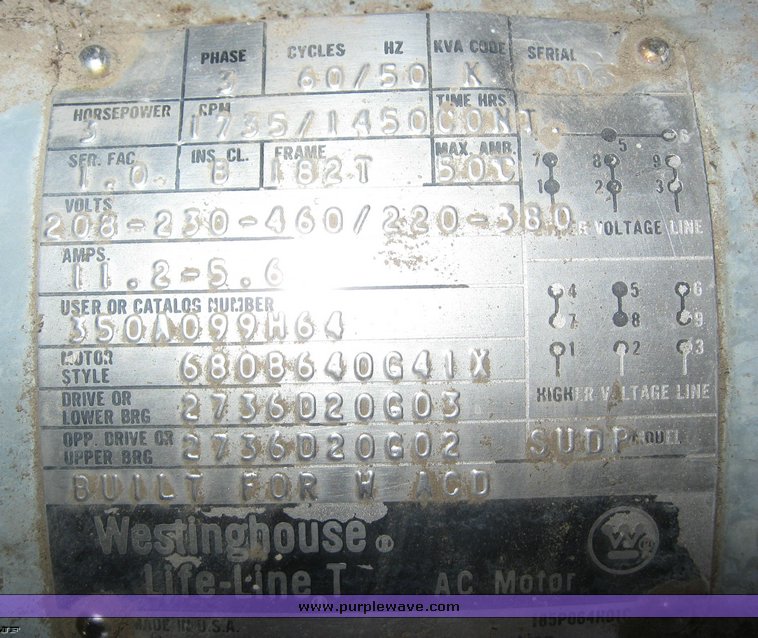 PHASE CYCLES HZ KVA CODE SERIAL
3 60/50 K
HORSEPOWER RPM TIME HRS
3 1735/1450 CONT
SER. FAC. INS. CL. FRAME MAX. AMB.
1.0 B 182T 50C
5 6
7 8 9
1 2 3
VOLTS
208-230-460/220-380
VOLTAGE LINE
AMPS.
11.2-5.6
4 5 6
7 8 9
1 2 3
USER OR CATALOG NUMBER
350A099H64
MOTOR STYLE 680B640G41X
HIGHER VOLTAGE LINE
DRIVE OR
LOWER BRG 2736D20G03
OPP. DRIVE OR
UPPER BRG 2736D20G02
SUDP MODEL
BUILT FOR W ACD
Westinghouse ®
Life-Line T AC Motor
W
www.purplewave.com
MADE IN U.S.A.